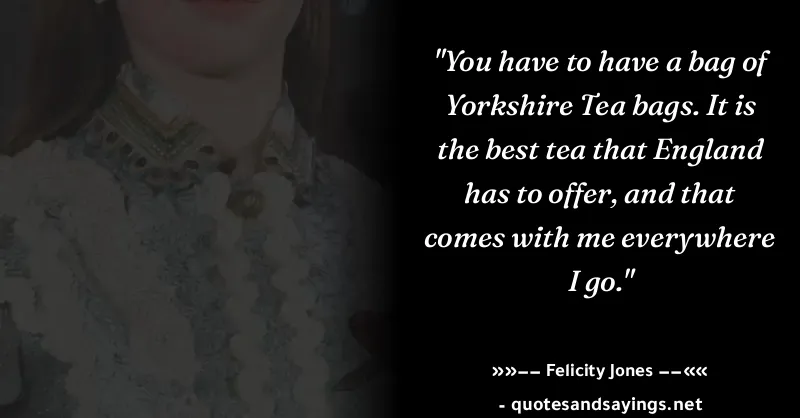 "You have to have a bag of
Yorkshire Tea bags. It is
the best tea that England
has to offer, and that
comes with me everywhere
I go."
»»−− Felicity Jones −−««
- quotesandsayings.net